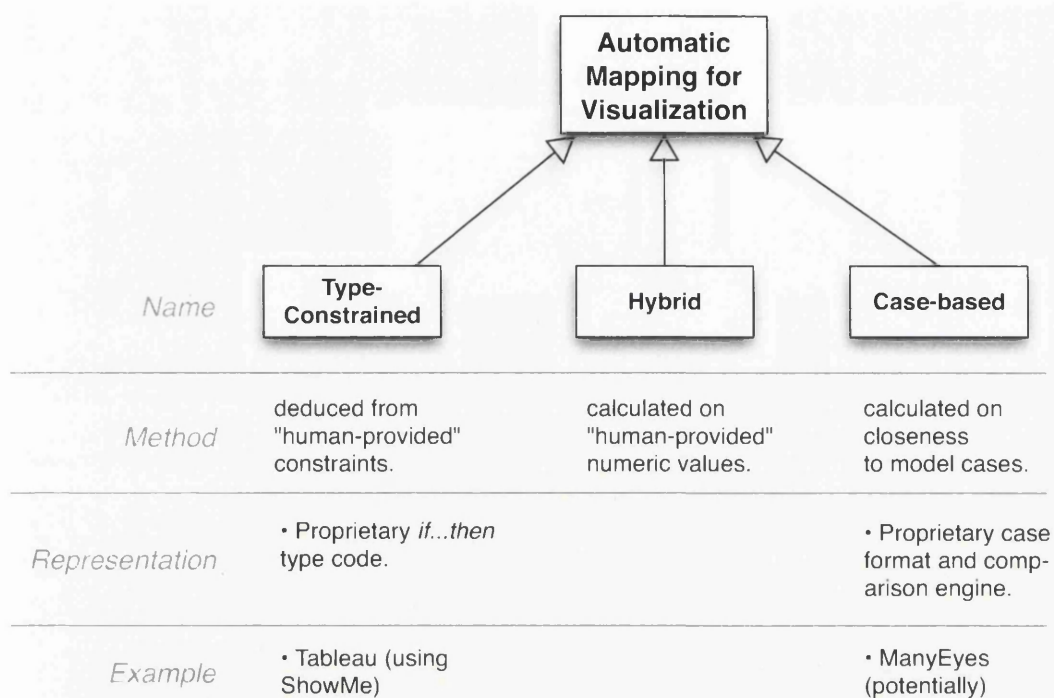 Automatic
Mapping for
Visualization
Name
Type-
Constrained
Hybrid
Case-based
Method
deduced from
"human-provided"
constraints.
calculated on
"human-provided"
numeric values.
calculated on
closeness
to model cases.
Representation
• Proprietary if...then
type code.
• Proprietary case
format and comp-
arison engine.
Example
• Tableau (using
ShowMe)
• ManyEyes
(potentially)